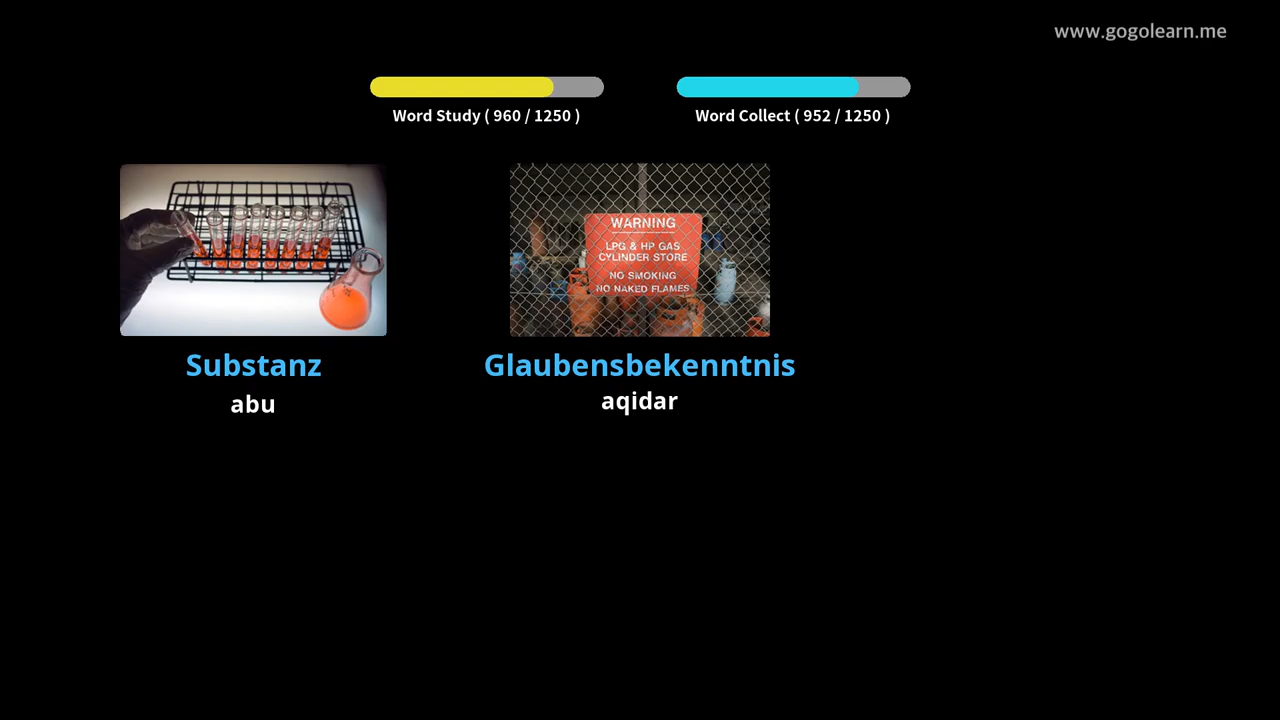 www.gogolearn.me
Word Study ( 960 / 1250 )
Word Collect ( 952 / 1250 )
WARNING
LPG & HP GAS
CYLINDER STORE
NO SMOKING
NO NAKED FLAMES
Substanz
abu
Glaubensbekenntnis
aqidar